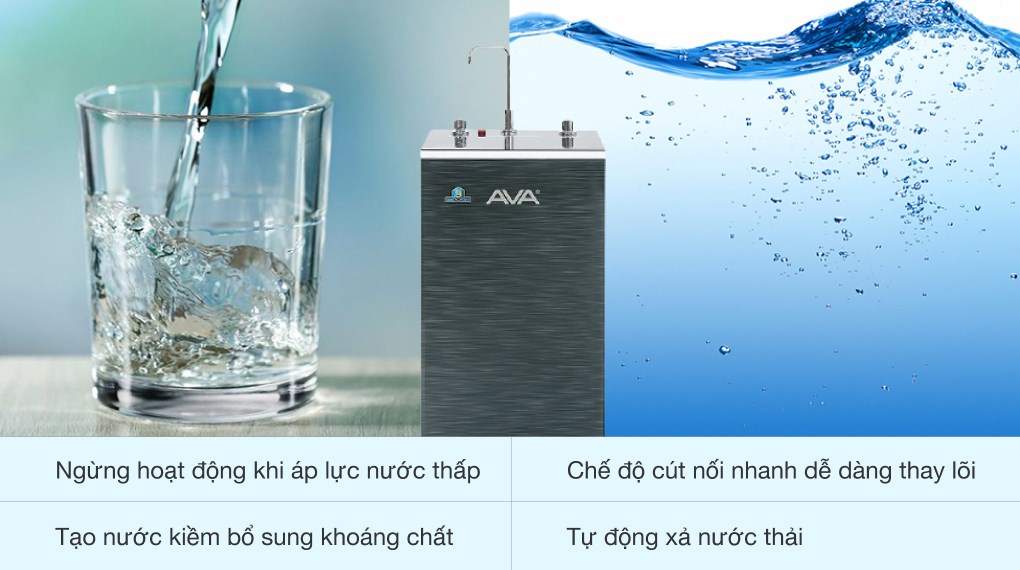 AVA®
Ngừng hoạt động khi áp lực nước thấp
Chế độ cút nối nhanh dễ dàng thay lõi
Tạo nước kiềm bổ sung khoáng chất
Tự động xả nước thải